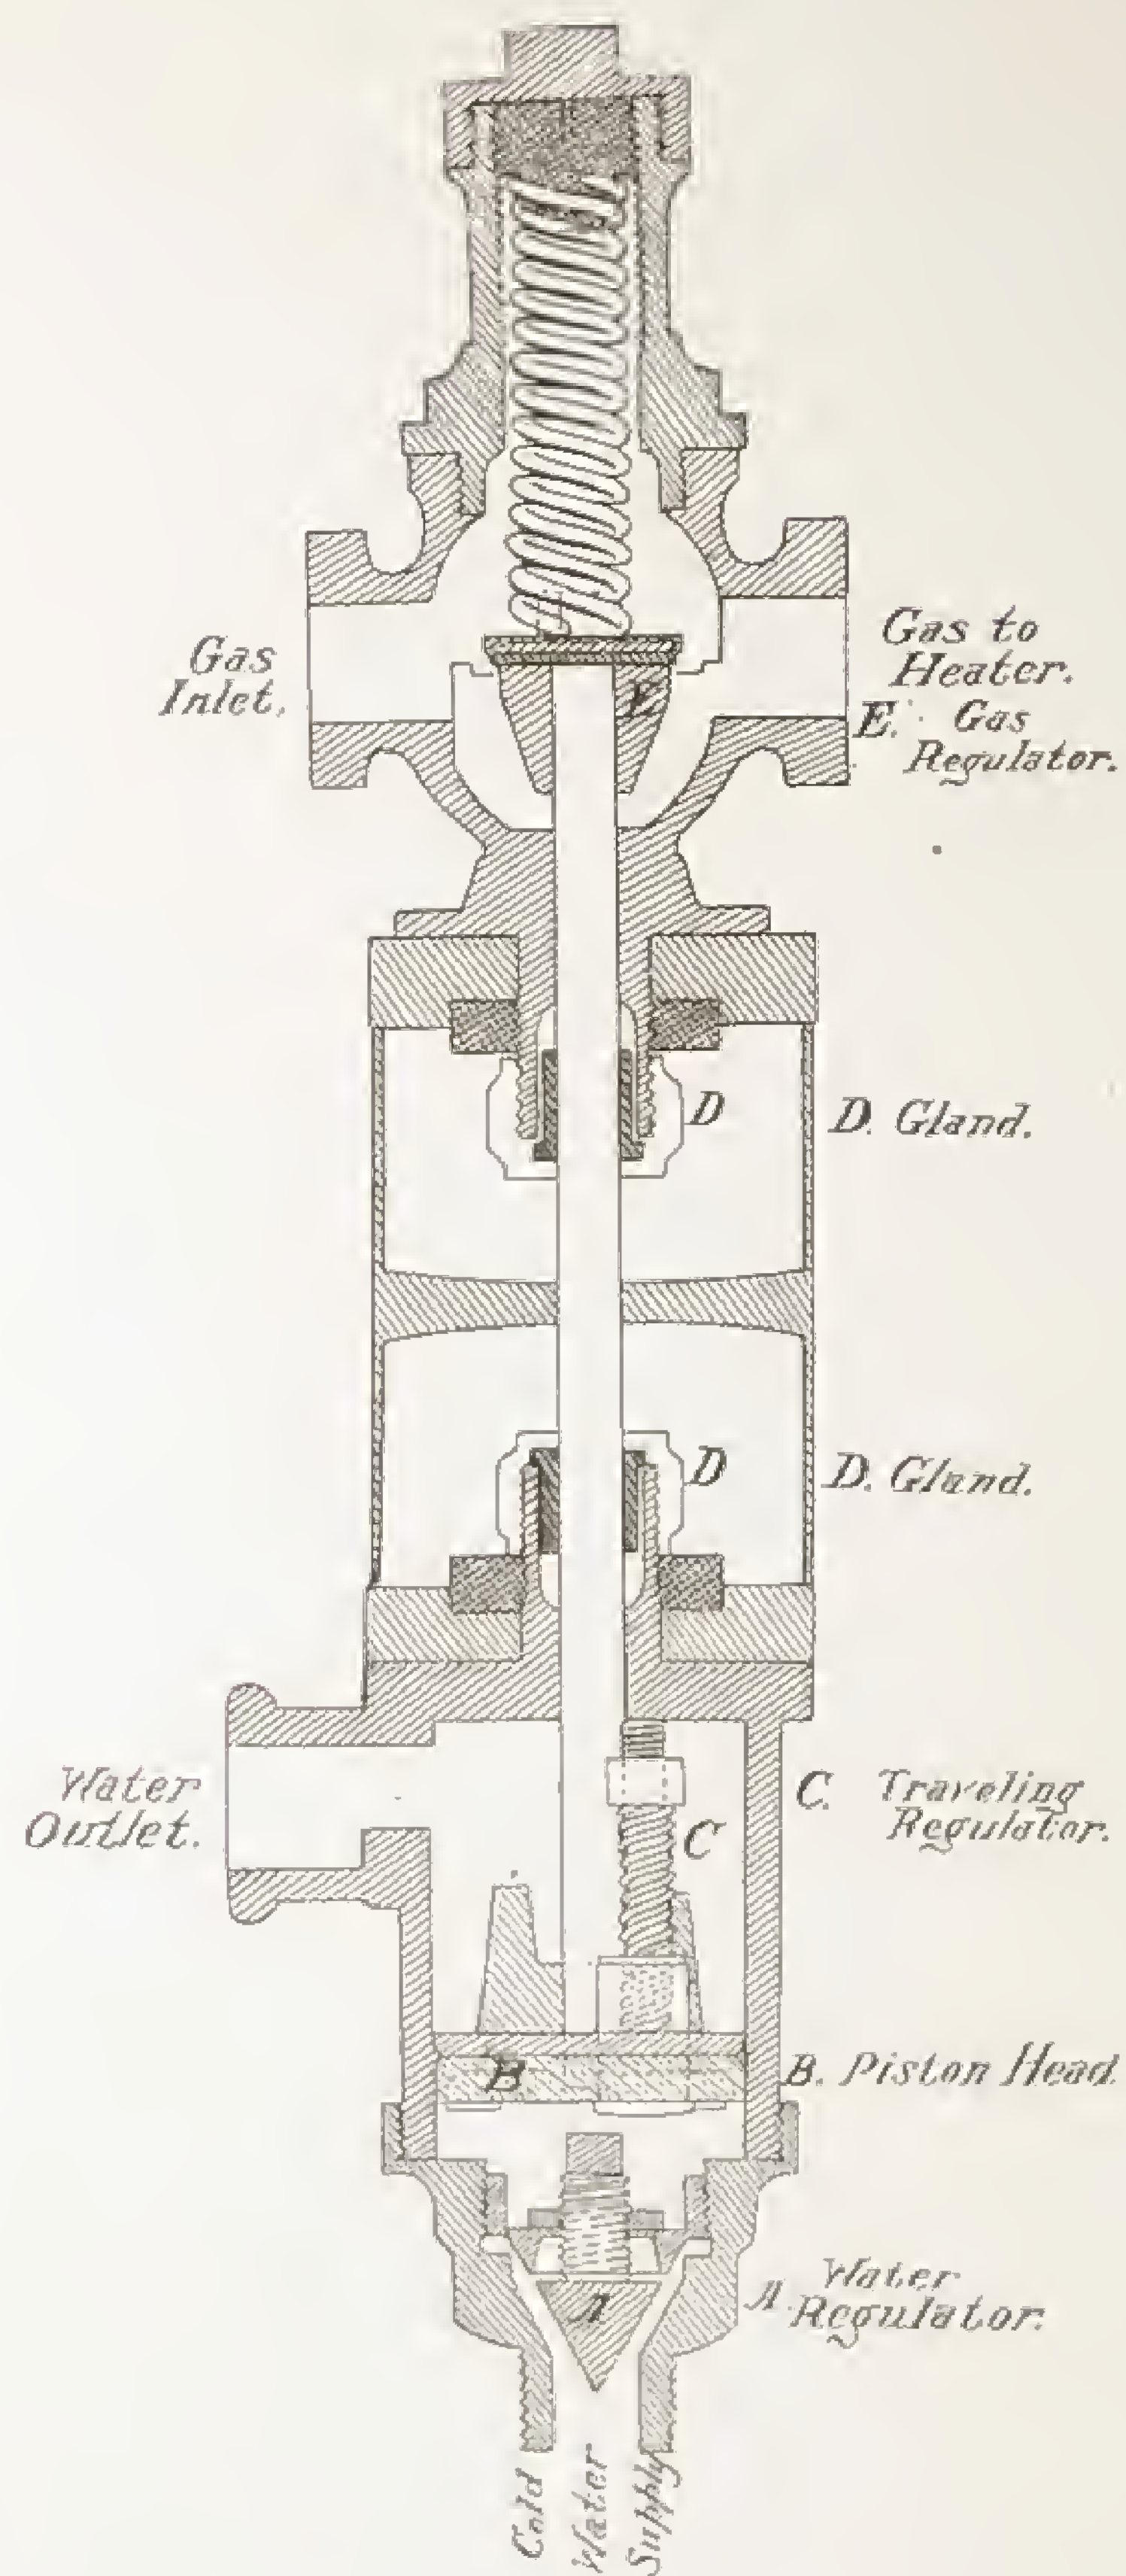 Gas
Inlet.
Gas to
Heater.
E
E. Gas
Regulator.
D
D. Gland.
D
D. Gland.
Water
Outlet.
C. Traveling
Regulator.
C
B
B. Piston Head.
A
A. Water
Regulator.
Cold
Water
Supply